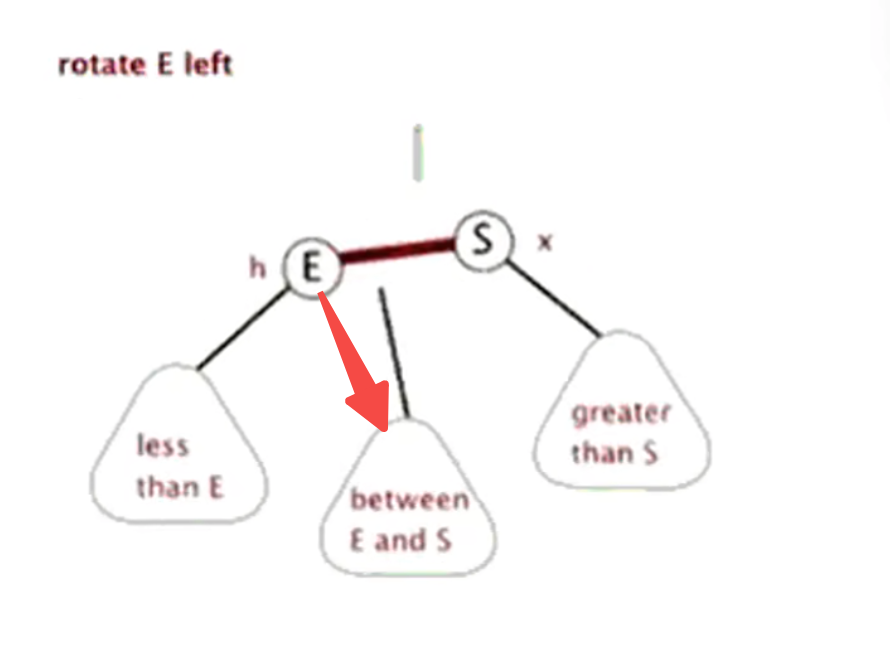 rotate E left
h
E
S
x
less
than E
between
E and S
greater
than S